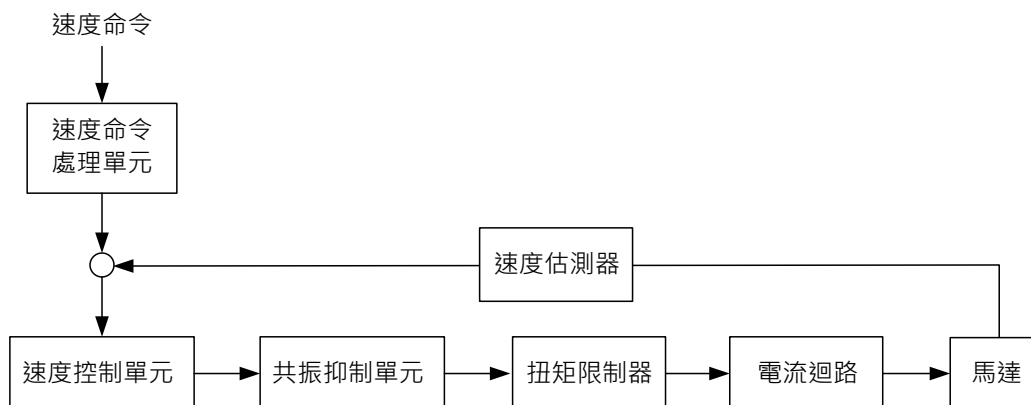 速度命令
速度命令
處理單元
速度估測器
速度控制單元
共振抑制單元
扭矩限制器
電流迴路
馬達